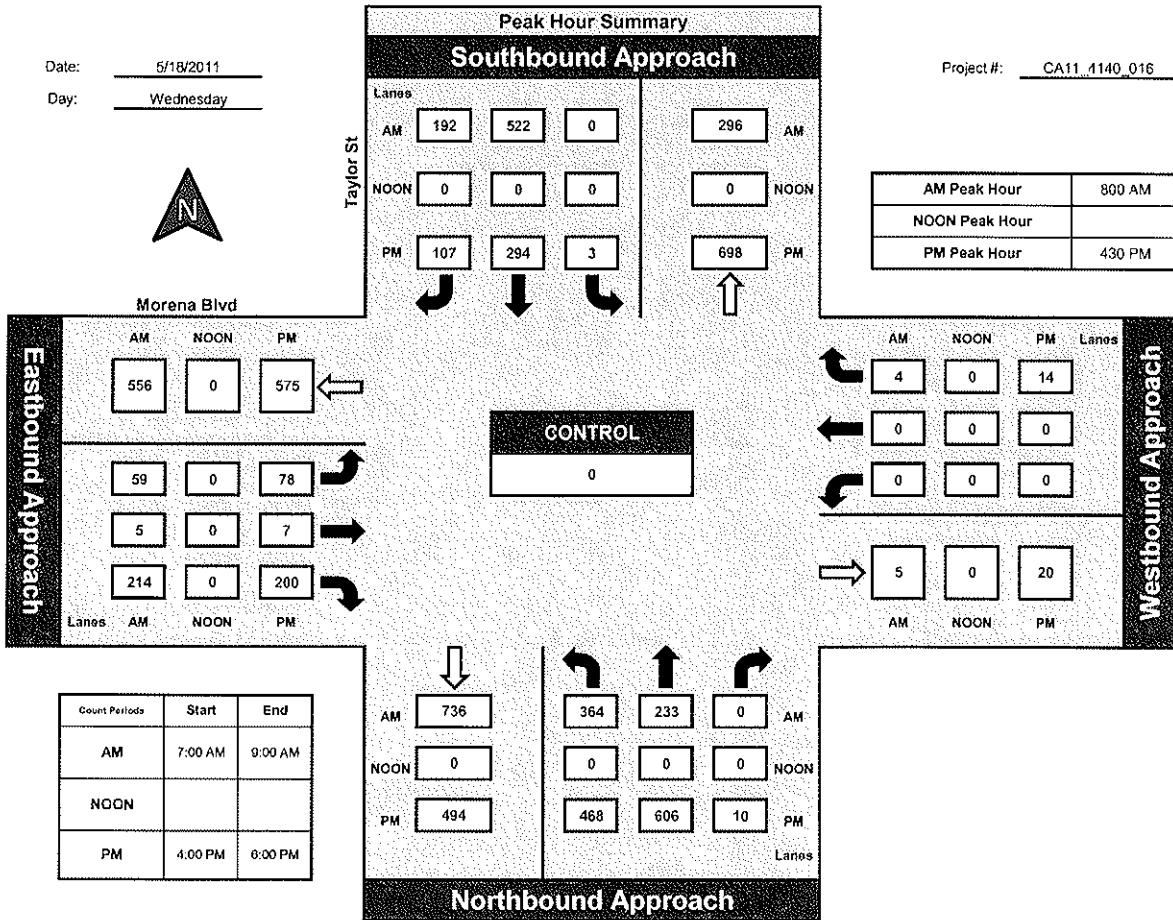 Peak Hour Summary
Southbound Approach
Date: 5/18/2011
Day: Wednesday
Project #: CA11_4140_016
N
Taylor St
Lanes
AM 192 522 0 296 AM
NOON 0 0 0 0 NOON
PM 107 294 3 698 PM
AM Peak Hour 800 AM
NOON Peak Hour
PM Peak Hour 430 PM
Morena Blvd
Eastbound Approach
AM NOON PM
556 0 575
59 0 78
5 0 7
214 0 200
Lanes AM NOON PM
CONTROL
0
AM NOON PM Lanes
4 0 14
0 0 0
0 0 0
5 0 20
AM NOON PM
Westbound Approach
Count Periods Start End
AM 7:00 AM 9:00 AM
NOON
PM 4:00 PM 6:00 PM
AM 736 364 233 0 AM
NOON 0 0 0 0 NOON
PM 494 468 606 10 PM
Lanes
Northbound Approach